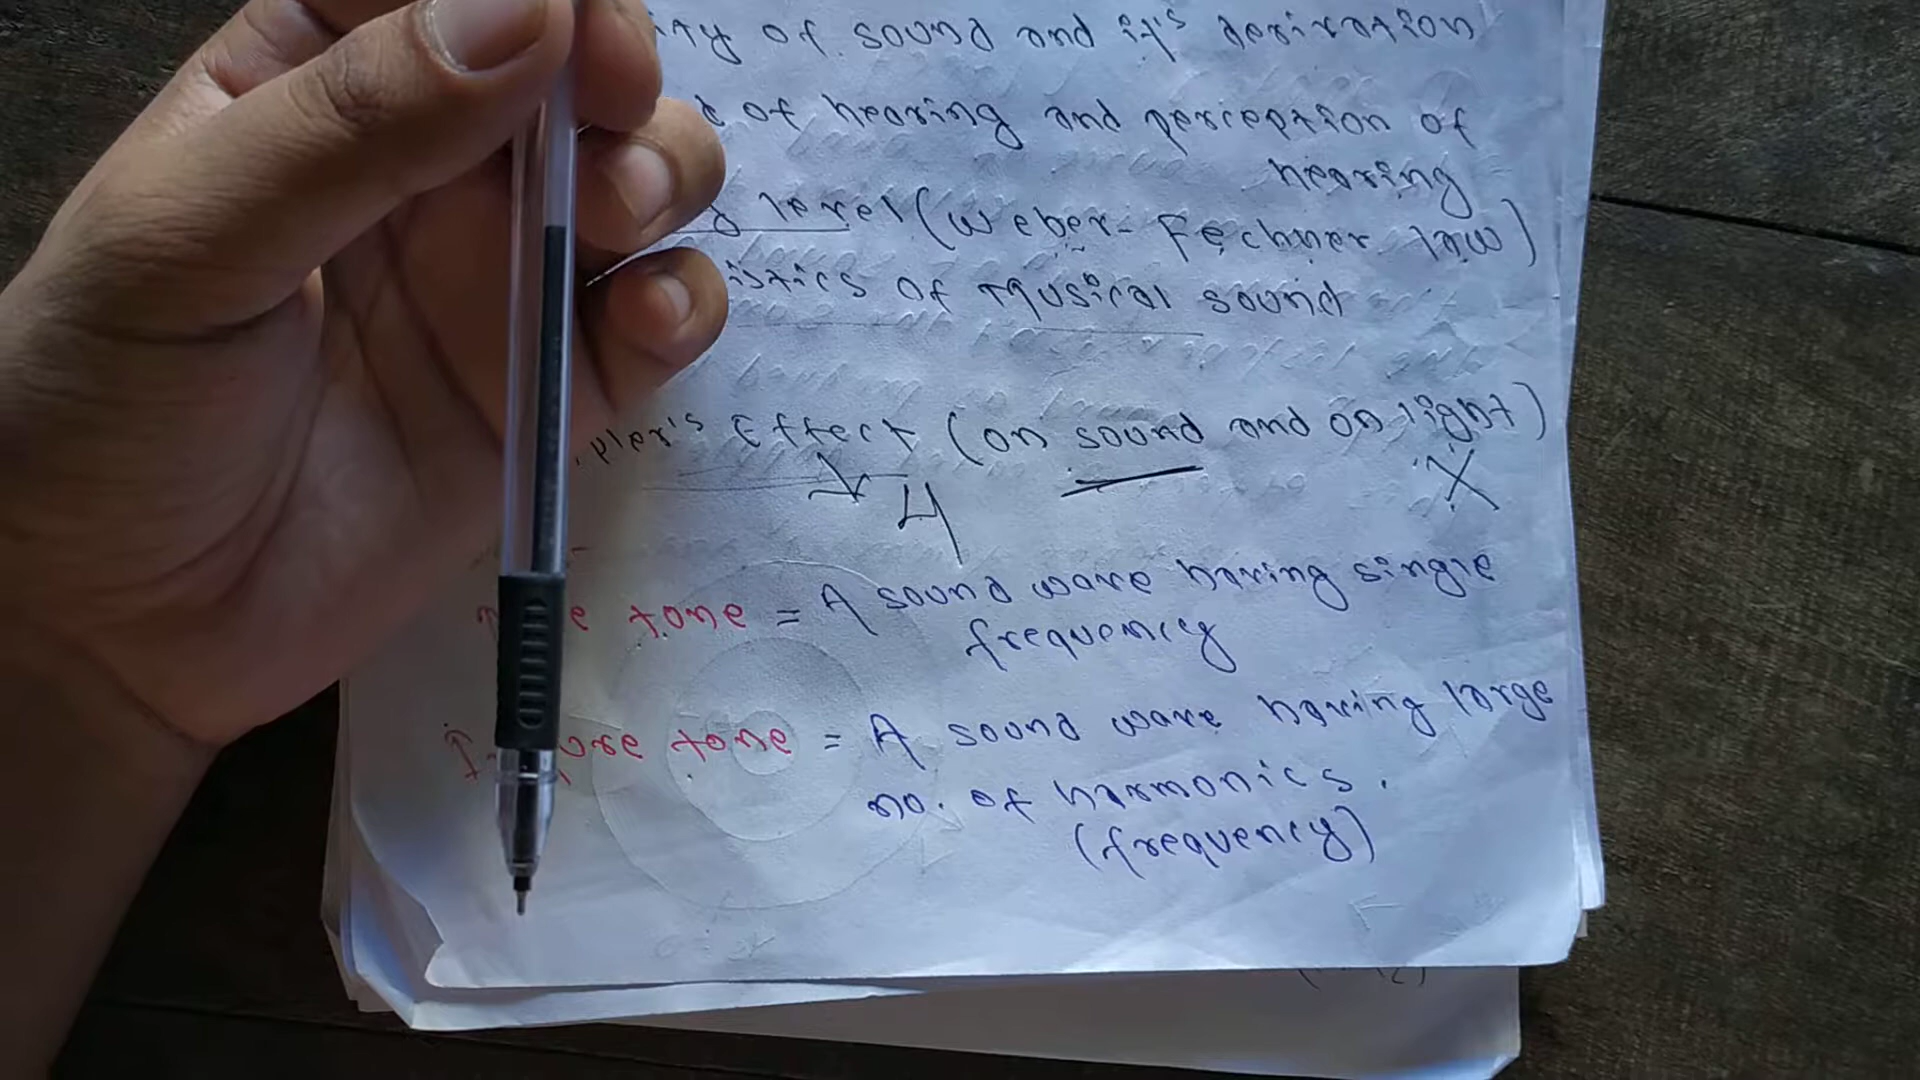 of sound and it's derivation
of hearing and perception of
hearing
level (Weber-Fechner law)
of musical sound
Effect (on sound and on light)
4 X
tone = A sound wave having single
frequency
tone = A sound wave having large
no. of harmonics.
(frequency)